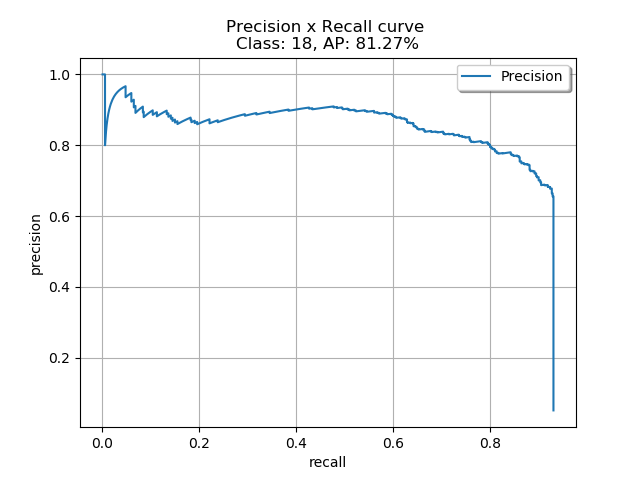 Precision x Recall curve
Class: 18, AP: 81.27%
Precision
1.0
0.8
0.6
0.4
0.2
precision
0.0
0.2
0.4
0.6
0.8
recall